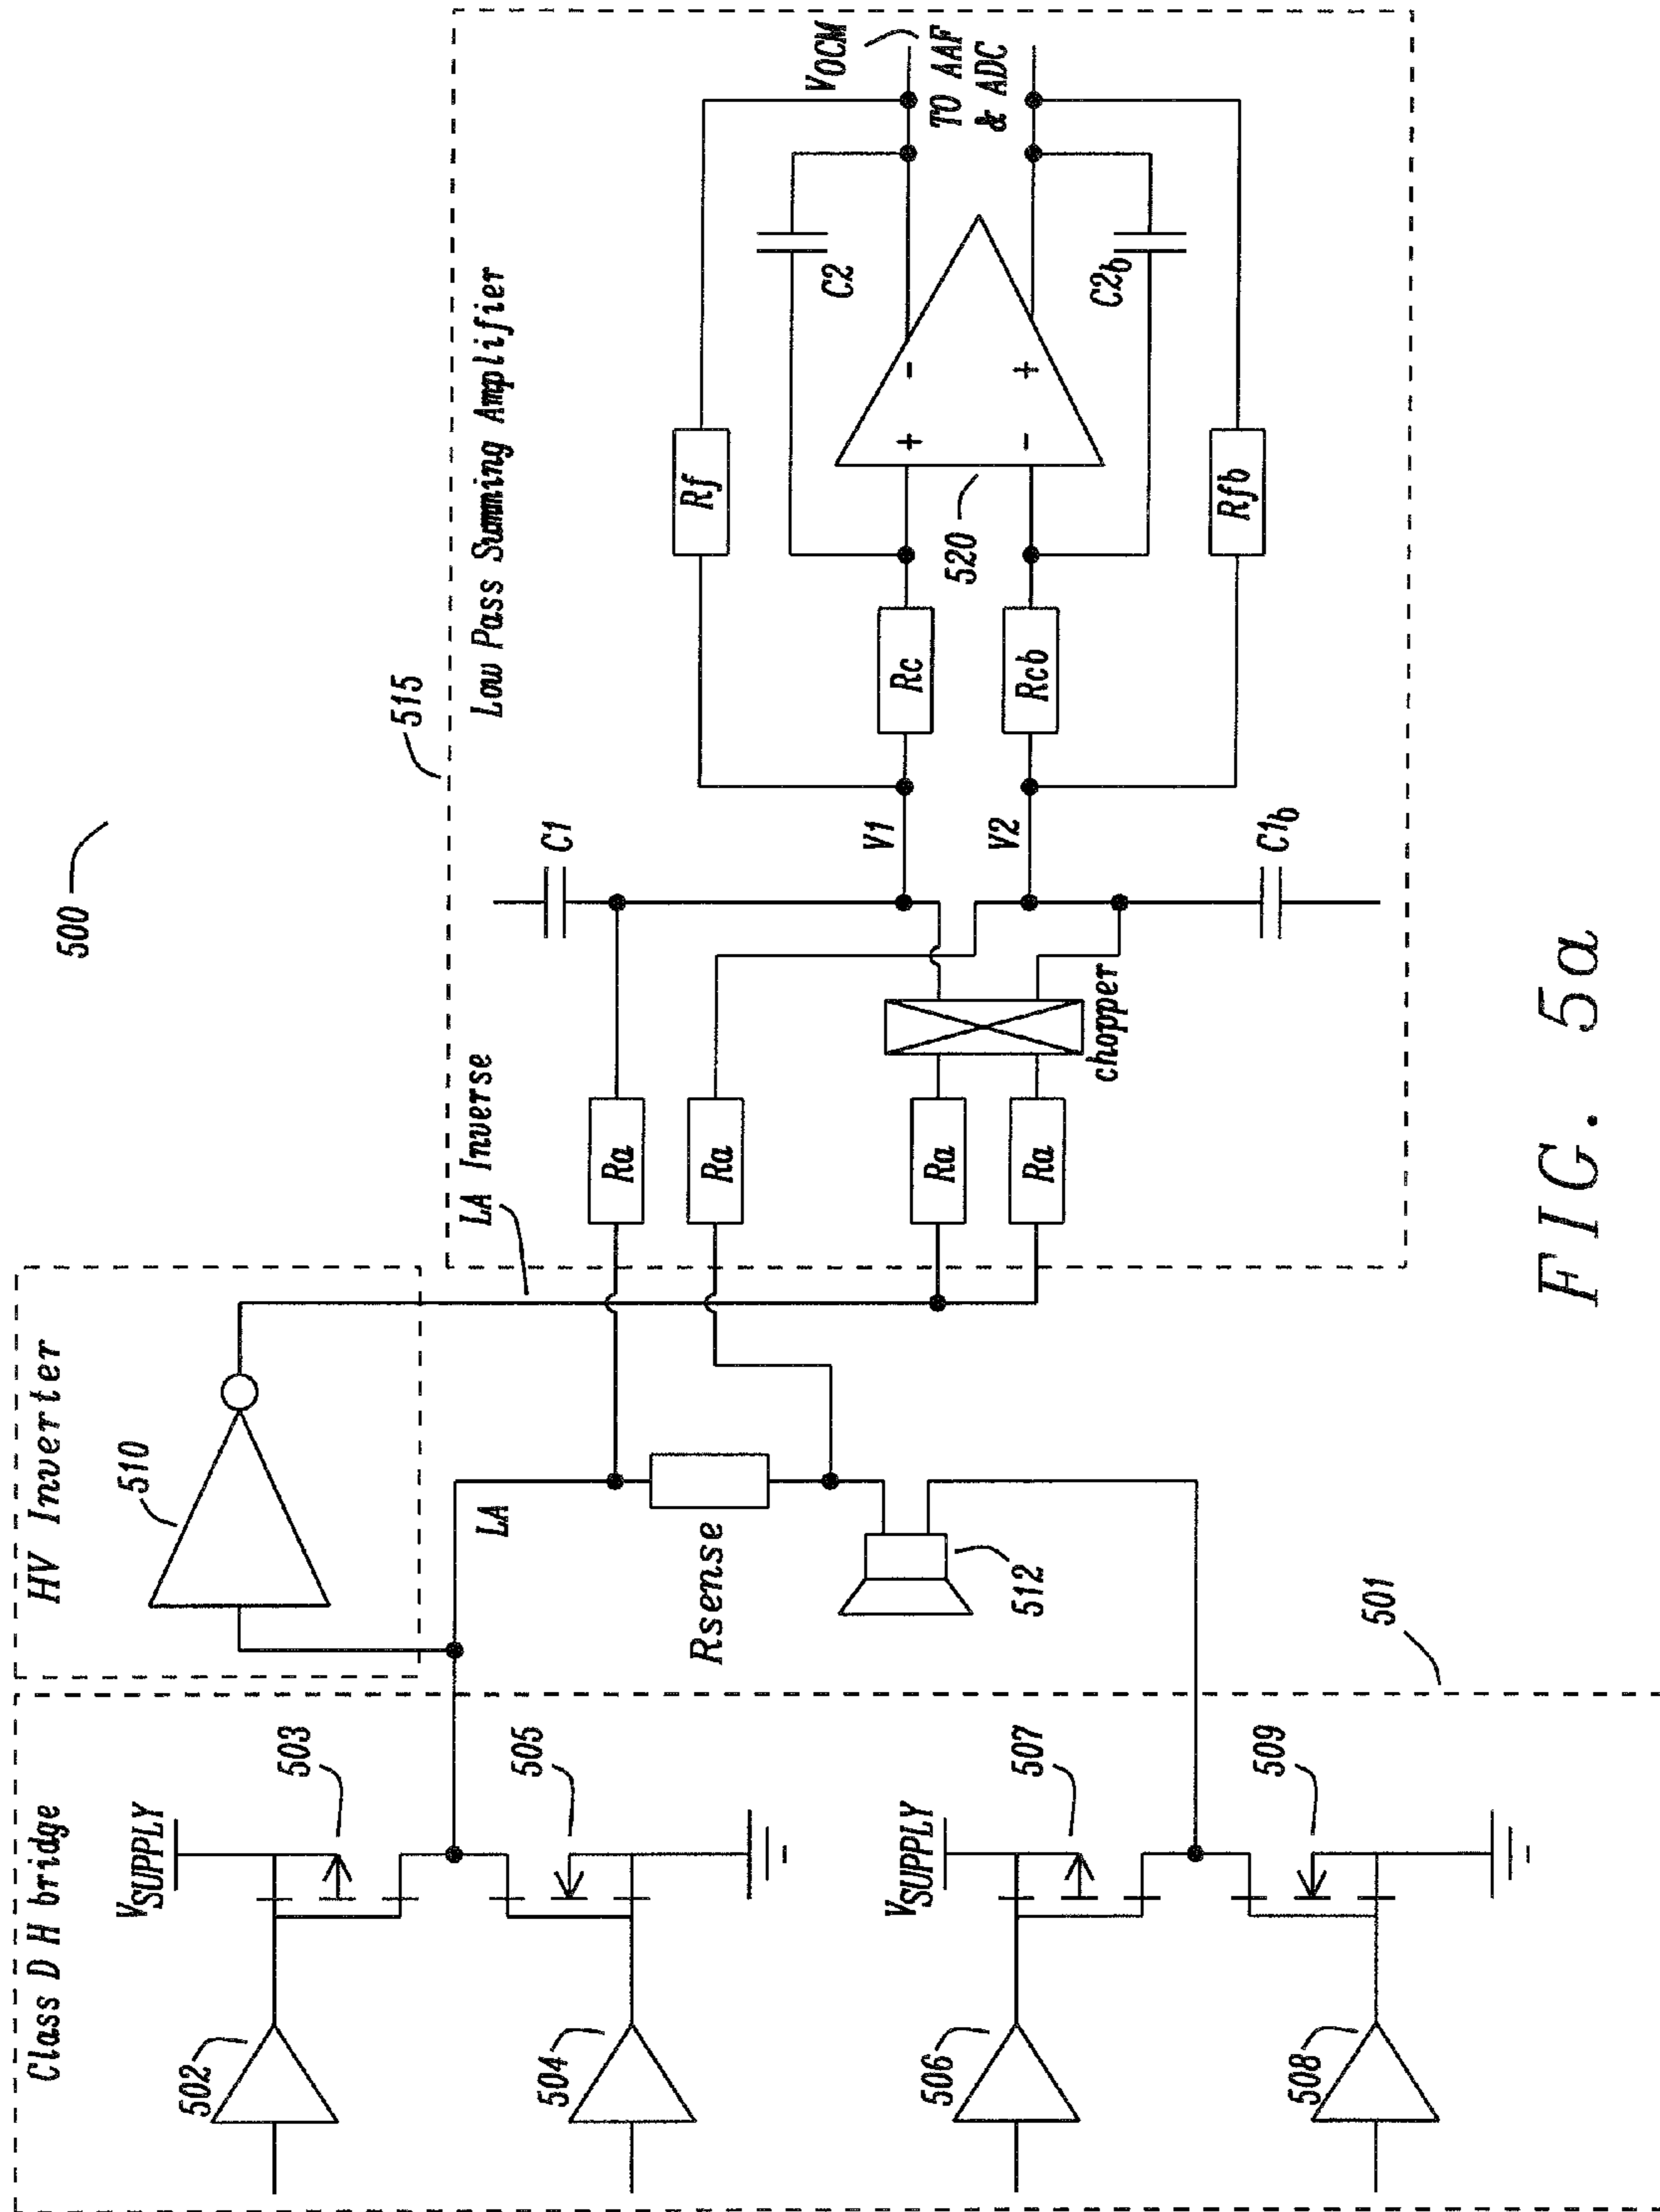 500
Class D H bridge
HV Inverter
515
Low Pass Summing Amplifier
502
VSUPPLY
503
510
LA Inverse
LA
504
505
Rsense
512
506
VSUPPLY
507
508
509
501
Ra
Ra
Ra
Ra
chopper
C1
V1
V2
C1b
Rf
Rc
Rcb
Rfb
520
+
-
-
+
C2
C2b
VOCM
TO AAF
& ADC
FIG. 5a